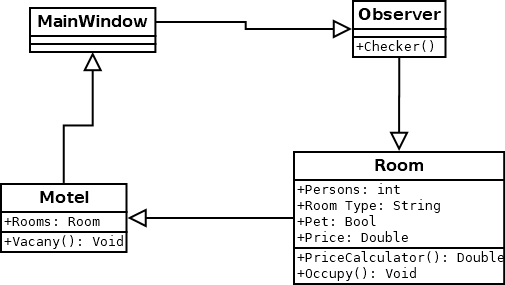 MainWindow
Observer
+Checker()
Room
+Persons: int
+Room Type: String
+Pet: Bool
+Price: Double
+PriceCalculator(): Double
+Occupy(): Void
Motel
+Rooms: Room
+Vacancy(): Void